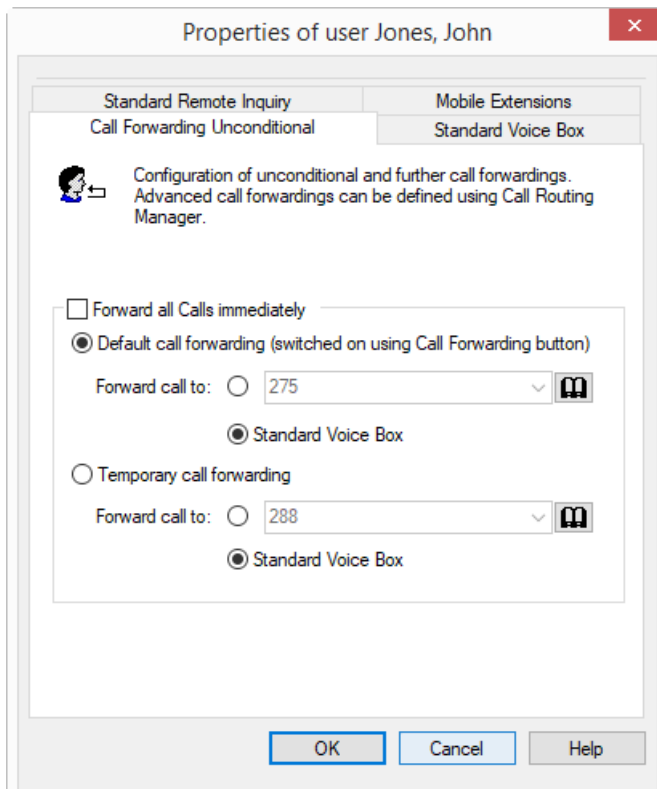 Properties of user Jones, John
Standard Remote Inquiry
Mobile Extensions
Call Forwarding Unconditional
Standard Voice Box
Configuration of unconditional and further call forwardings.
Advanced call forwardings can be defined using Call Routing
Manager.
Forward all Calls immediately
Default call forwarding (switched on using Call Forwarding button)
Forward call to: 275
Standard Voice Box
Temporary call forwarding
Forward call to: 288
Standard Voice Box
OK Cancel Help